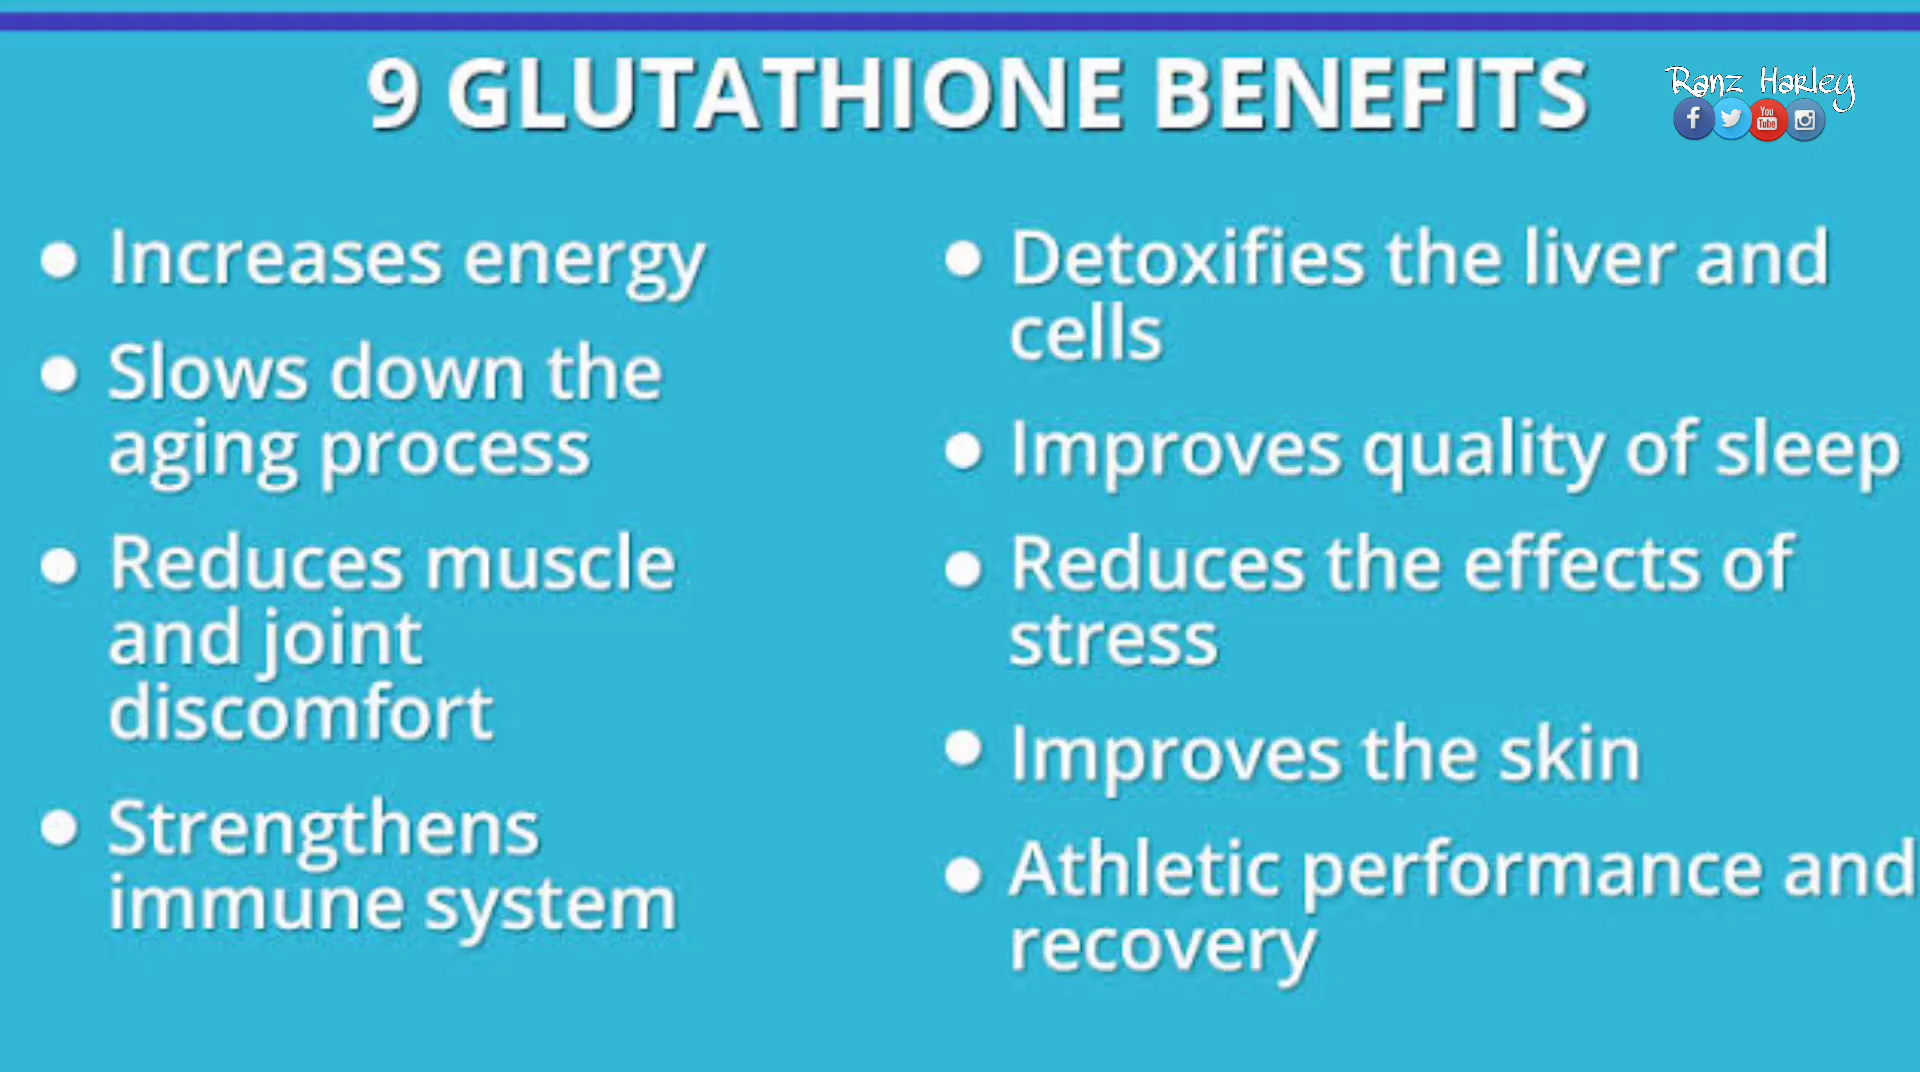 9 GLUTATHIONE BENEFITS
Ranz Harley
You
Tube
Increases energy
Slows down the
aging process
Reduces muscle
and joint
discomfort
Strengthens
immune system
Detoxifies the liver and
cells
Improves quality of sleep
Reduces the effects of
stress
Improves the skin
Athletic performance and
recovery